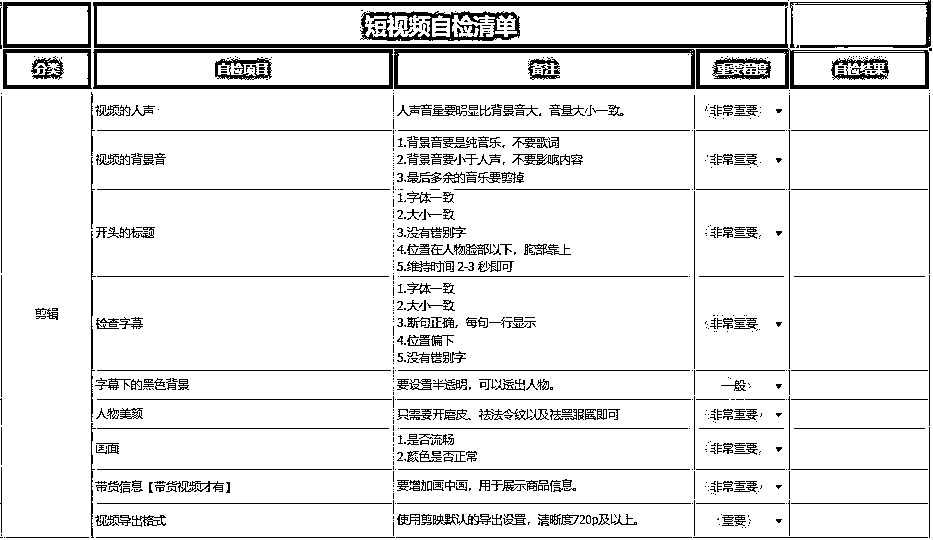 短视频自检清单
分类
自检项目
备注
重要程度
自检结果
剪辑
视频的人声
人声音量要明显比背景音大，音量大小一致。
非常重要
视频的背景音
1.背景音要是纯音乐，不要歌词
2.背景音要小于人声，不要影响内容
3.最后多余的音乐要剪掉
非常重要
开头的标题
1.字体一致
2.大小一致
3.没有错别字
4.位置在人物脸部以下，胸部靠上
5.维持时间2-3秒即可
非常重要
检查字幕
1.字体一致
2.大小一致
3.断句正确，每句一行显示
4.位置偏下
5.没有错别字
非常重要
字幕下的黑色背景
要设置半透明，可以透出人物。
一般
人物美颜
只需要开磨皮、祛法令纹以及祛黑眼圈即可
非常重要
画面
1.是否流畅
2.颜色是否正常
非常重要
带货信息【带货视频才有】
要增加画中画，用于展示商品信息。
非常重要
视频导出格式
使用剪映默认的导出设置，清晰度720p及以上。
重要